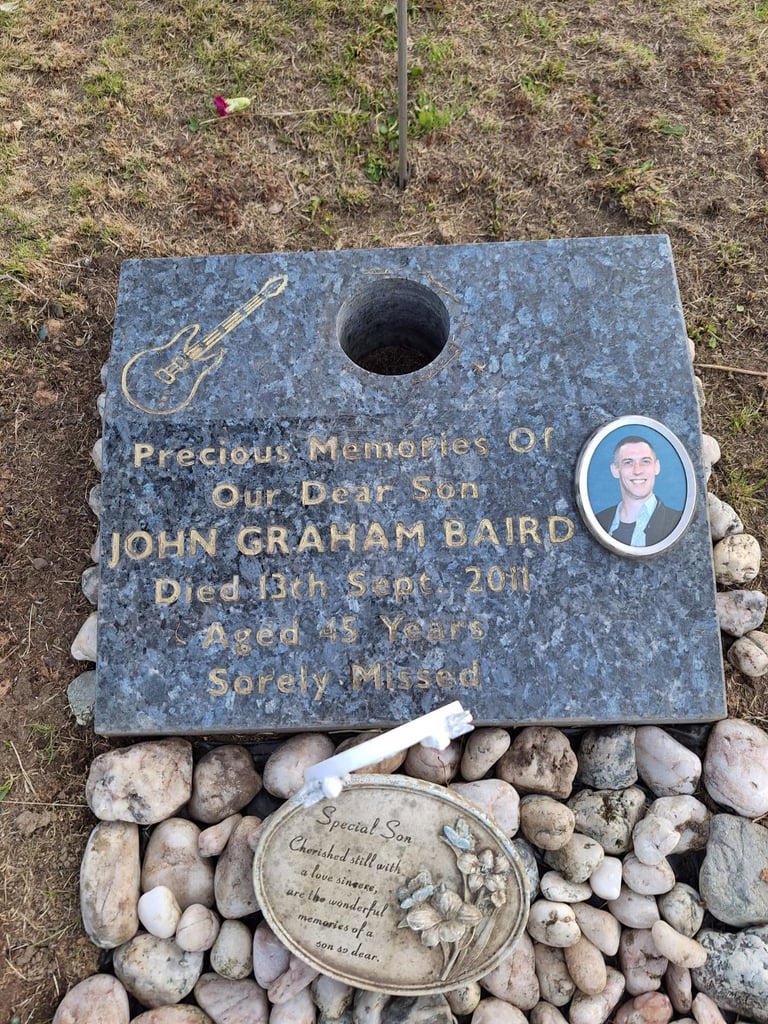 Precious Memories Of
Our Dear Son
JOHN GRAHAM BAIRD
Died 13th Sept. 2011
Aged 45 Years
Sorely Missed
Special Son
Cherished still with
a love sincere,
are the wonderful
memories of a
son so dear.